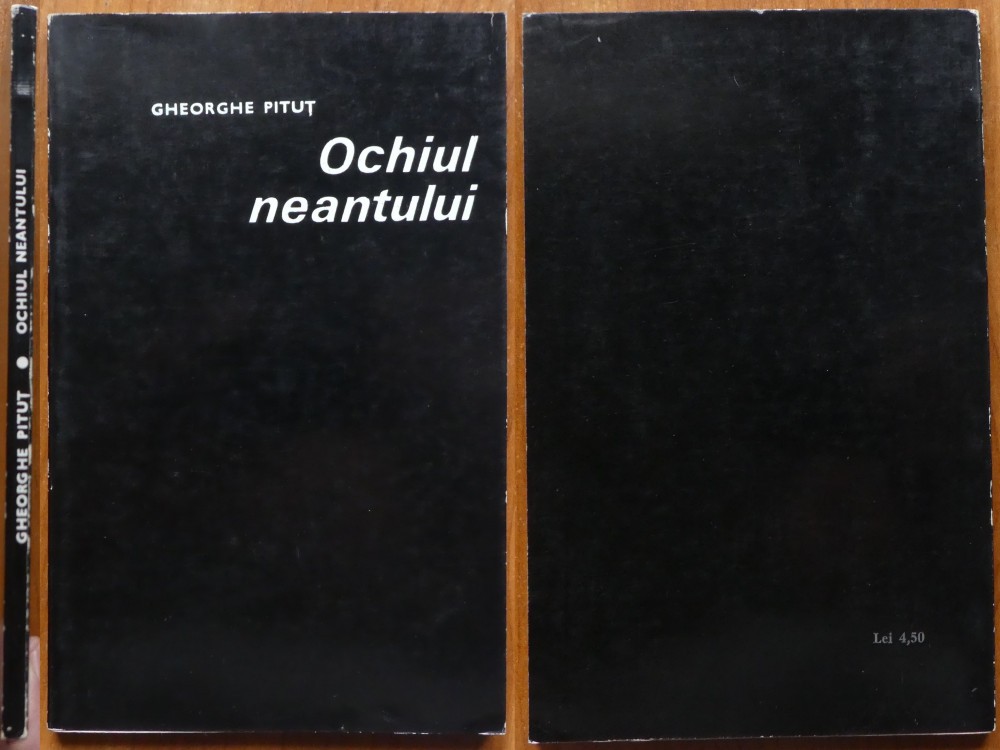 GHEORGHE PITUȚ ● OCHIUL NEANTULUI
GHEORGHE PITUȚ
Ochiul
neantului
Lei 4,50